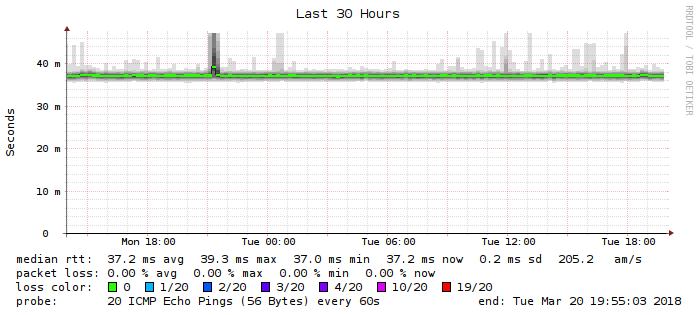 Last 30 Hours
RRDTOOL / TOBI OETIKER
Seconds
40 m
30 m
20 m
10 m
0
Mon 18:00 Tue 00:00 Tue 06:00 Tue 12:00 Tue 18:00
median rtt: 37.2 ms avg 39.3 ms max 37.0 ms min 37.2 ms now 0.2 ms sd 205.2 am/s
packet loss: 0.00 % avg 0.00 % max 0.00 % min 0.00 % now
loss color: 0 1/20 2/20 3/20 4/20 10/20 19/20
probe: 20 ICMP Echo Pings (56 Bytes) every 60s end: Tue Mar 20 19:55:03 2018